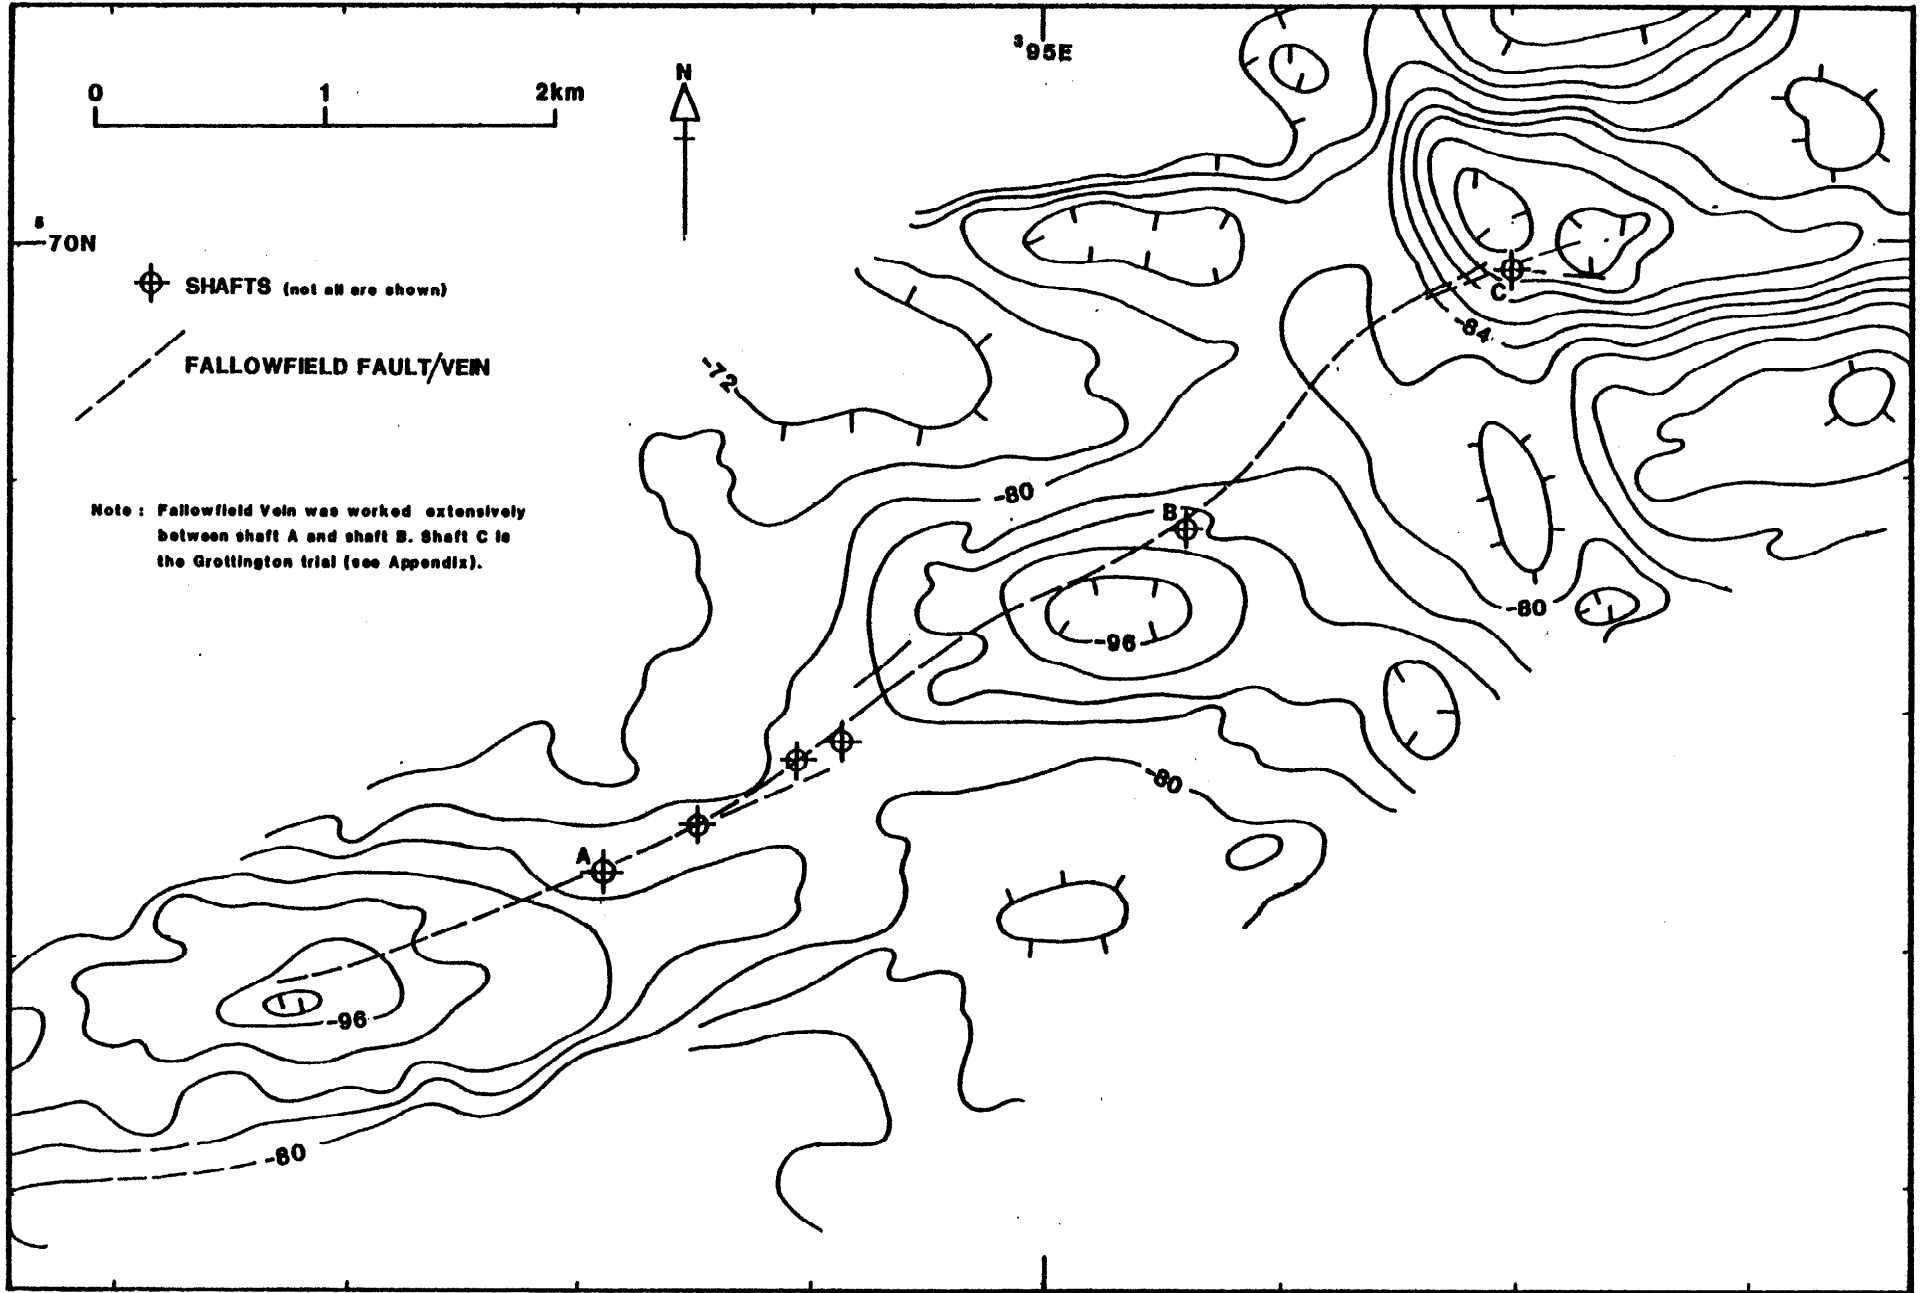 ³95E
N
0 1 2km
⁵70N
SHAFTS (not all are shown)
FALLOWFIELD FAULT/VEIN
Note : Fallowfield Vein was worked extensively
between shaft A and shaft B. Shaft C is
the Grottington trial (see Appendix).
C
-84
-72
-80
B
-80
-96
-80
A
-96
-80